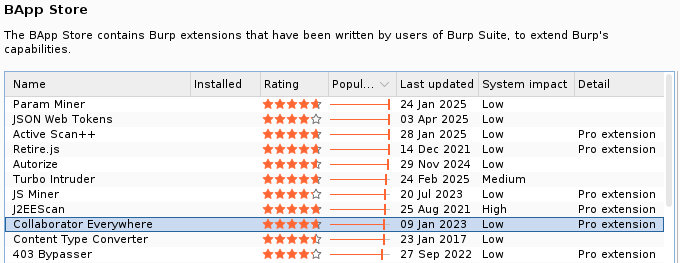 BApp Store
The BApp Store contains Burp extensions that have been written by users of Burp Suite, to extend Burp's
capabilities.
Name Installed Rating Popul... Last updated System impact Detail
Param Miner 24 Jan 2025 Low
JSON Web Tokens 03 Apr 2025 Low
Active Scan++ 28 Jan 2025 Low Pro extension
Retire.js 14 Dec 2021 Low Pro extension
Autorize 29 Nov 2024 Low
Turbo Intruder 24 Feb 2025 Medium
JS Miner 20 Jul 2023 Low Pro extension
J2EEScan 25 Aug 2021 High Pro extension
Collaborator Everywhere 09 Jan 2023 Low Pro extension
Content Type Converter 23 Jan 2017 Low
403 Bypasser 27 Sep 2022 Low Pro extension